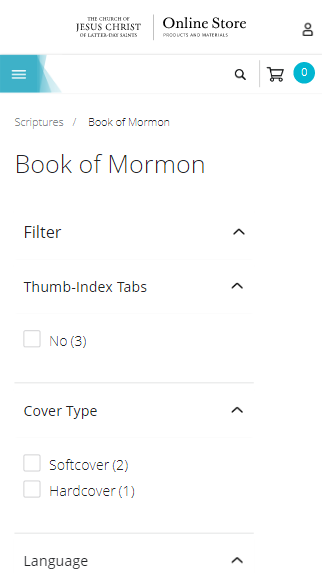 THE CHURCH OF
JESUS CHRIST
OF LATTER-DAY SAINTS
Online Store
PRODUCTS AND MATERIALS
0
Scriptures / Book of Mormon
Book of Mormon
Filter
Thumb-Index Tabs
No (3)
Cover Type
Softcover (2)
Hardcover (1)
Language